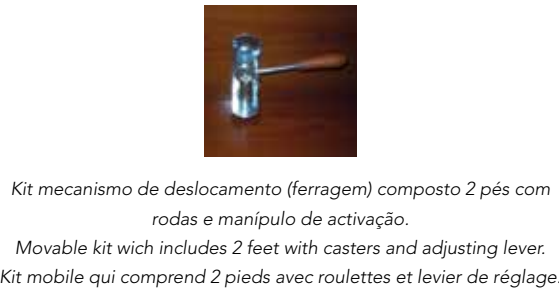 Kit mecanismo de deslocamento (ferragem) composto 2 pés com
rodas e manípulo de activação.
Movable kit wich includes 2 feet with casters and adjusting lever.
Kit mobile qui comprend 2 pieds avec roulettes et levier de réglage.